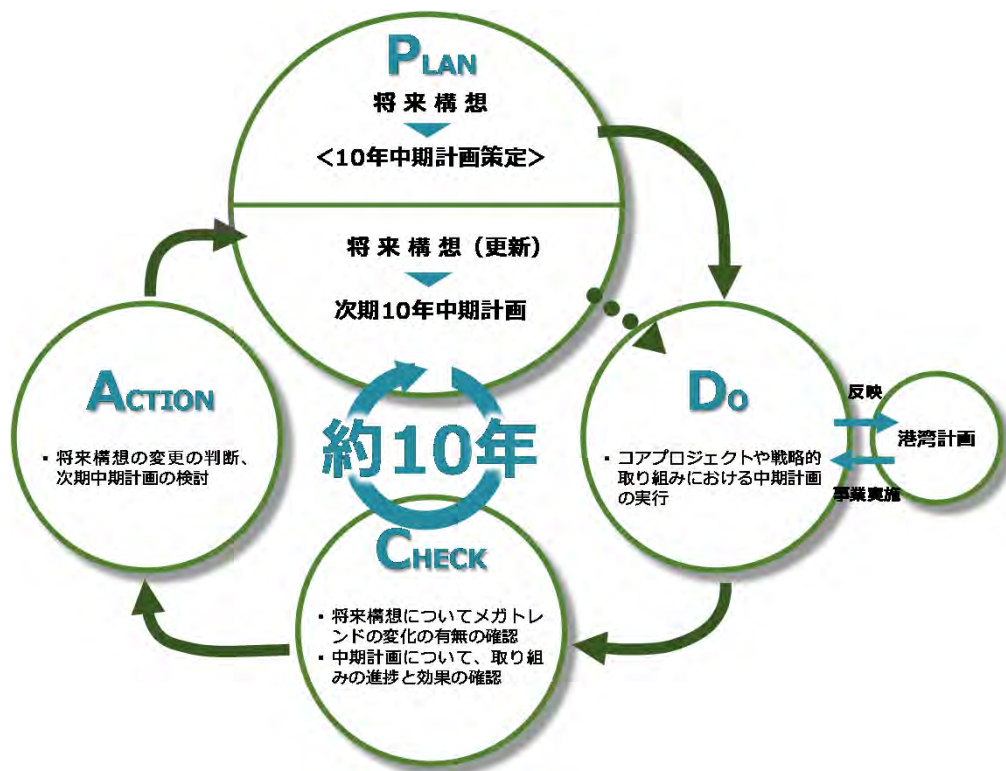 PLAN
将来構想
<10年中期計画策定>
将来構想(更新)
次期10年中期計画
DO
・コアプロジェクトや戦略的
取り組みにおける中期計画
の実行
反映
事業実施
港湾計画
約10年
CHECK
・将来構想についてメガトレ
ンドの変化の有無の確認
・中期計画について、取り組
みの進捗と効果の確認
ACTION
・将来構想の変更の判断、
次期中期計画の検討